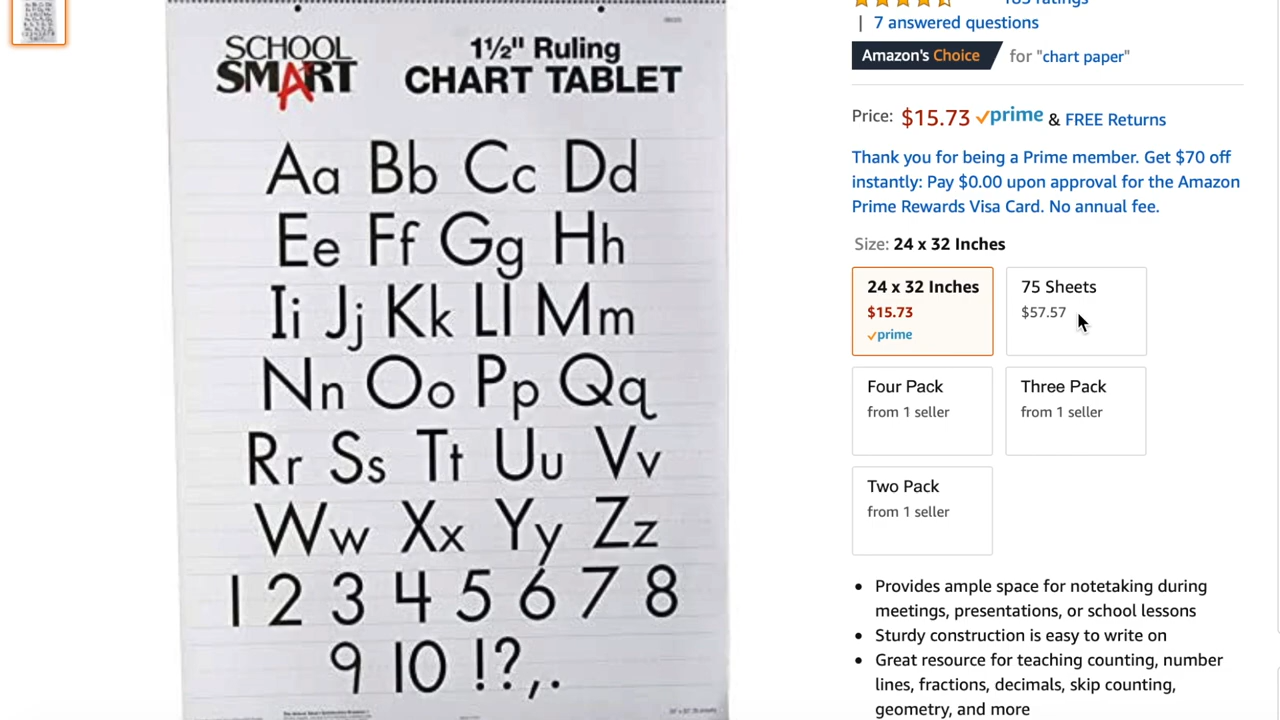 SCHOOL
SMART
1½" Ruling
CHART TABLET
Aa Bb Cc Dd
Ee Ff Gg Hh
Ii Jj Kk Ll Mm
Nn Oo Pp Qq
Rr Ss Tt Uu Vv
Ww Xx Yy Zz
1 2 3 4 5 6 7 8
9 10 !?,.
ratings
| 7 answered questions
Amazon's Choice for "chart paper"
Price: $15.73 prime & FREE Returns
Thank you for being a Prime member. Get $70 off
instantly: Pay $0.00 upon approval for the Amazon
Prime Rewards Visa Card. No annual fee.
Size: 24 x 32 Inches
24 x 32 Inches
$15.73
prime
75 Sheets
$57.57
Four Pack
from 1 seller
Three Pack
from 1 seller
Two Pack
from 1 seller
• Provides ample space for notetaking during
meetings, presentations, or school lessons
• Sturdy construction is easy to write on
• Great resource for teaching counting, number
lines, fractions, decimals, skip counting,
geometry, and more